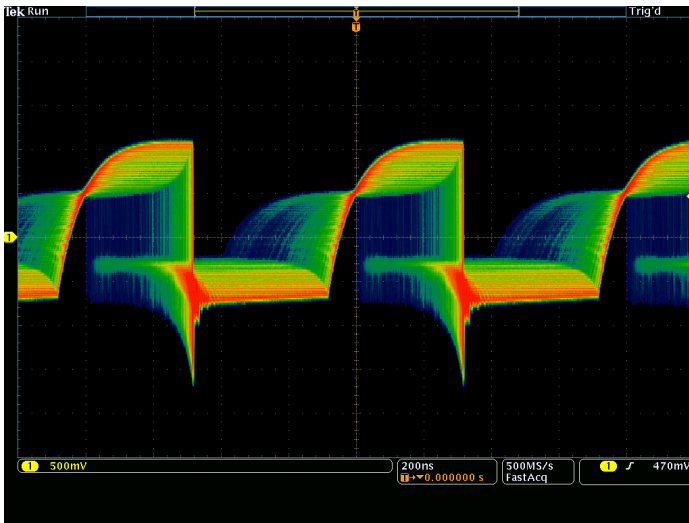 Tek Run Trig'd
T
T
1
1 500mV 200ns 500MS/s 1 470mV
T→▼0.000000 s FastAcq